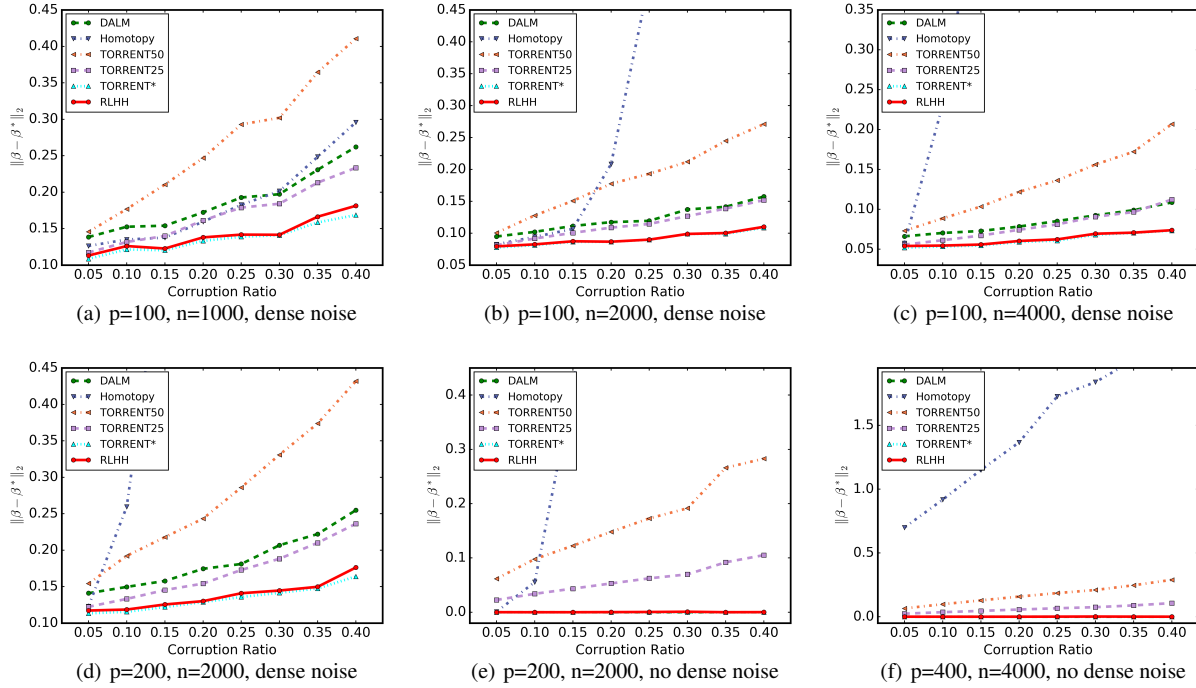 0.45
0.40
0.35
0.30
0.25
0.20
0.15
0.10
‖β − β*‖₂
DALM
Homotopy
TORRENT50
TORRENT25
TORRENT*
RLHH
0.05 0.10 0.15 0.20 0.25 0.30 0.35 0.40
Corruption Ratio
(a) p=100, n=1000, dense noise
0.45
0.40
0.35
0.30
0.25
0.20
0.15
0.10
0.05
‖β − β*‖₂
DALM
Homotopy
TORRENT50
TORRENT25
TORRENT*
RLHH
0.05 0.10 0.15 0.20 0.25 0.30 0.35 0.40
Corruption Ratio
(b) p=100, n=2000, dense noise
0.35
0.30
0.25
0.20
0.15
0.10
0.05
‖β − β*‖₂
DALM
Homotopy
TORRENT50
TORRENT25
TORRENT*
RLHH
0.05 0.10 0.15 0.20 0.25 0.30 0.35 0.40
Corruption Ratio
(c) p=100, n=4000, dense noise
0.45
0.40
0.35
0.30
0.25
0.20
0.15
0.10
‖β − β*‖₂
DALM
Homotopy
TORRENT50
TORRENT25
TORRENT*
RLHH
0.05 0.10 0.15 0.20 0.25 0.30 0.35 0.40
Corruption Ratio
(d) p=200, n=2000, dense noise
0.4
0.3
0.2
0.1
0.0
‖β − β*‖₂
DALM
Homotopy
TORRENT50
TORRENT25
TORRENT*
RLHH
0.05 0.10 0.15 0.20 0.25 0.30 0.35 0.40
Corruption Ratio
(e) p=200, n=2000, no dense noise
1.5
1.0
0.5
0.0
‖β − β*‖₂
DALM
Homotopy
TORRENT50
TORRENT25
TORRENT*
RLHH
0.05 0.10 0.15 0.20 0.25 0.30 0.35 0.40
Corruption Ratio
(f) p=400, n=4000, no dense noise